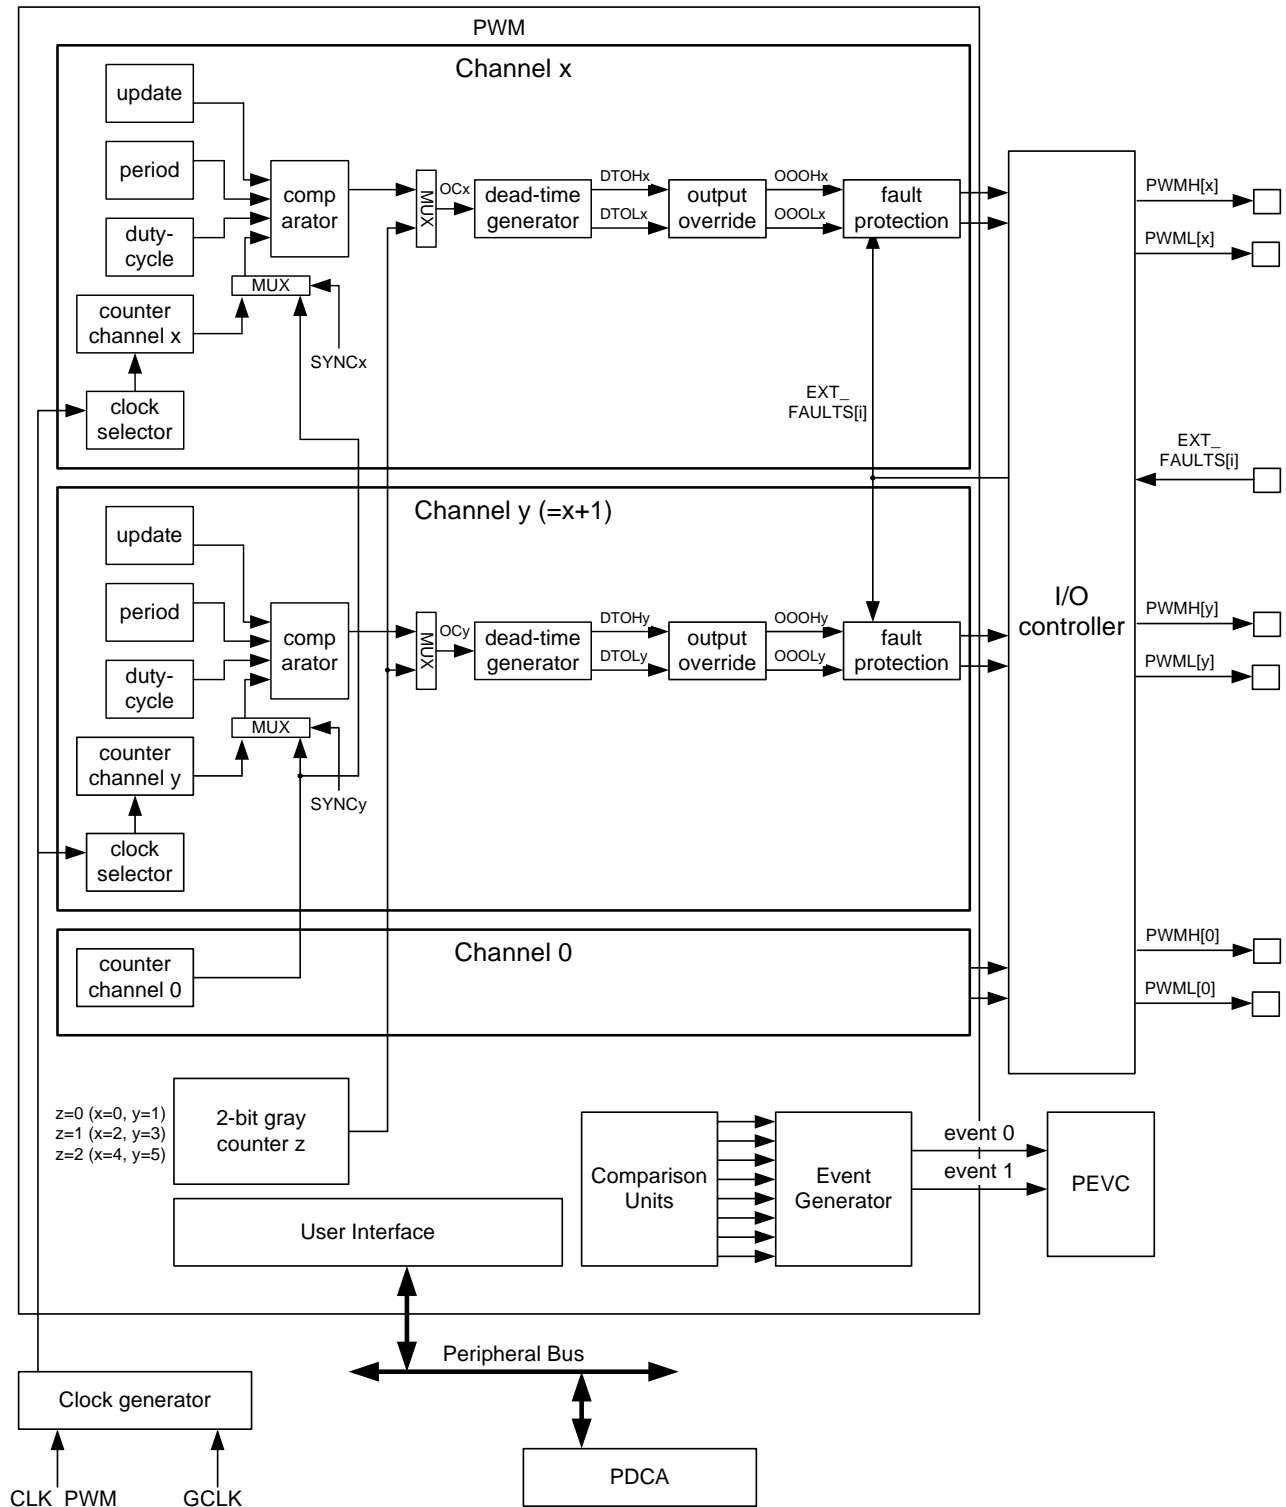 PWM
Channel x
update
period
duty-
cycle
comp
arator
MUX
SYNCx
counter
channel x
clock
selector
MUX
OCx
dead-time
generator
DTOHx
DTOLx
output
override
OOOHx
OOOLx
fault
protection
EXT_
FAULTS[i]
PWMH[x]
PWML[x]
EXT_
FAULTS[i]
Channel y (=x+1)
update
period
duty-
cycle
comp
arator
MUX
SYNCy
counter
channel y
clock
selector
MUX
OCy
dead-time
generator
DTOHy
DTOLy
output
override
OOOHy
OOOLy
fault
protection
I/O
controller
PWMH[y]
PWML[y]
Channel 0
counter
channel 0
PWMH[0]
PWML[0]
z=0 (x=0, y=1)
z=1 (x=2, y=3)
z=2 (x=4, y=5)
2-bit gray
counter z
Comparison
Units
Event
Generator
event 0
event 1
PEVC
User Interface
Peripheral Bus
Clock generator
PDCA
CLK PWM
GCLK